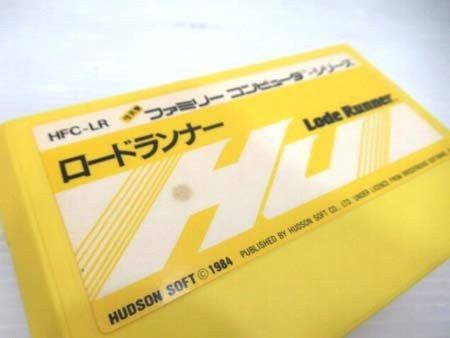 HFC-LR
ファミリー コンピュータ・シリーズ
ロードランナー
Lode Runner
HU
PUBLISHED BY HUDSON SOFT CO., LTD. UNDER LICENCE FROM BRODERBUND SOFTWARE,
HUDSON SOFT © 1984